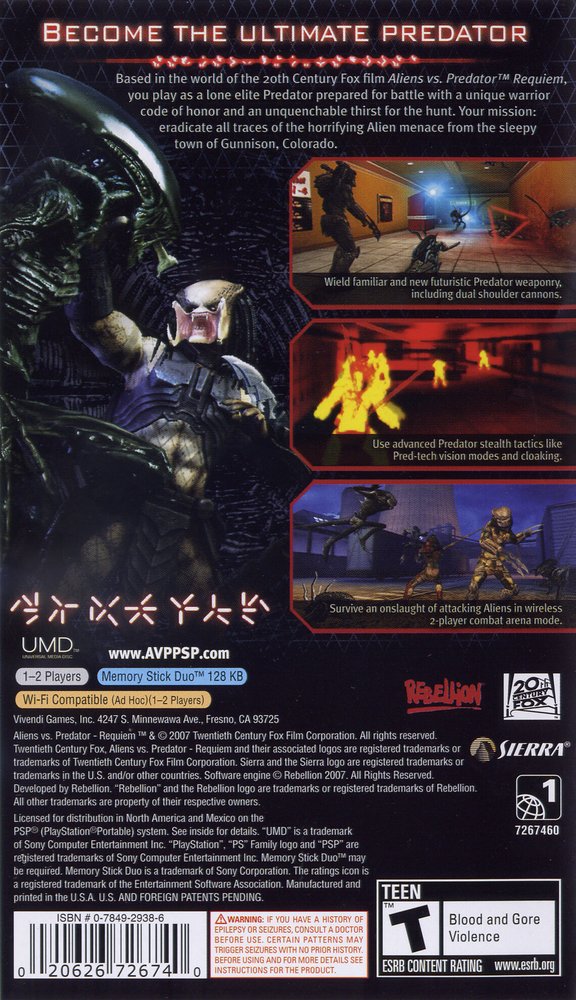 BECOME THE ULTIMATE PREDATOR
Based in the world of the 20th Century Fox film Aliens vs. Predator™ Requiem,
you play as a lone elite Predator prepared for battle with a unique warrior
code of honor and an unquenchable thirst for the hunt. Your mission:
eradicate all traces of the horrifying Alien menace from the sleepy
town of Gunnison, Colorado.
Wield familiar and new futuristic Predator weaponry,
including dual shoulder cannons.
Use advanced Predator stealth tactics like
Pred-tech vision modes and cloaking.
Survive an onslaught of attacking Aliens in wireless
2-player combat arena mode.
UMD™
UNIVERSAL MEDIA DISC
www.AVPPSP.com
1–2 Players
Memory Stick Duo™ 128 KB
Wi-Fi Compatible (Ad Hoc)(1–2 Players)
REBELLION
20TH CENTURY FOX
SIERRA®
Vivendi Games, Inc. 4247 S. Minnewawa Ave., Fresno, CA 93725
Aliens vs. Predator - Requiem ™ & © 2007 Twentieth Century Fox Film Corporation. All rights reserved.
Twentieth Century Fox, Aliens vs. Predator - Requiem and their associated logos are registered trademarks or
trademarks of Twentieth Century Fox Film Corporation. Sierra and the Sierra logo are registered trademarks or
trademarks in the U.S. and/or other countries. Software engine © Rebellion 2007. All Rights Reserved.
Developed by Rebellion. “Rebellion” and the Rebellion logo are trademarks or registered trademarks of Rebellion.
All other trademarks are property of their respective owners.
Licensed for distribution in North America and Mexico on the
PSP® (PlayStation®Portable) system. See inside for details. “UMD” is a trademark
of Sony Computer Entertainment Inc. “PlayStation”, “PS” Family logo and “PSP” are
registered trademarks of Sony Computer Entertainment Inc. Memory Stick Duo™ may
be required. Memory Stick Duo is a trademark of Sony Corporation. The ratings icon is
a registered trademark of the Entertainment Software Association. Manufactured and
printed in the U.S.A. U.S. AND FOREIGN PATENTS PENDING.
1
7267460
ISBN # 0-7849-2938-6
0 20626 72674 0
WARNING: IF YOU HAVE A HISTORY OF
EPILEPSY OR SEIZURES, CONSULT A DOCTOR
BEFORE USE. CERTAIN PATTERNS MAY
TRIGGER SEIZURES WITH NO PRIOR HISTORY.
BEFORE USING AND FOR MORE DETAILS SEE
INSTRUCTIONS FOR THE PRODUCT.
TEEN
T™
Blood and Gore
Violence
ESRB CONTENT RATING www.esrb.org